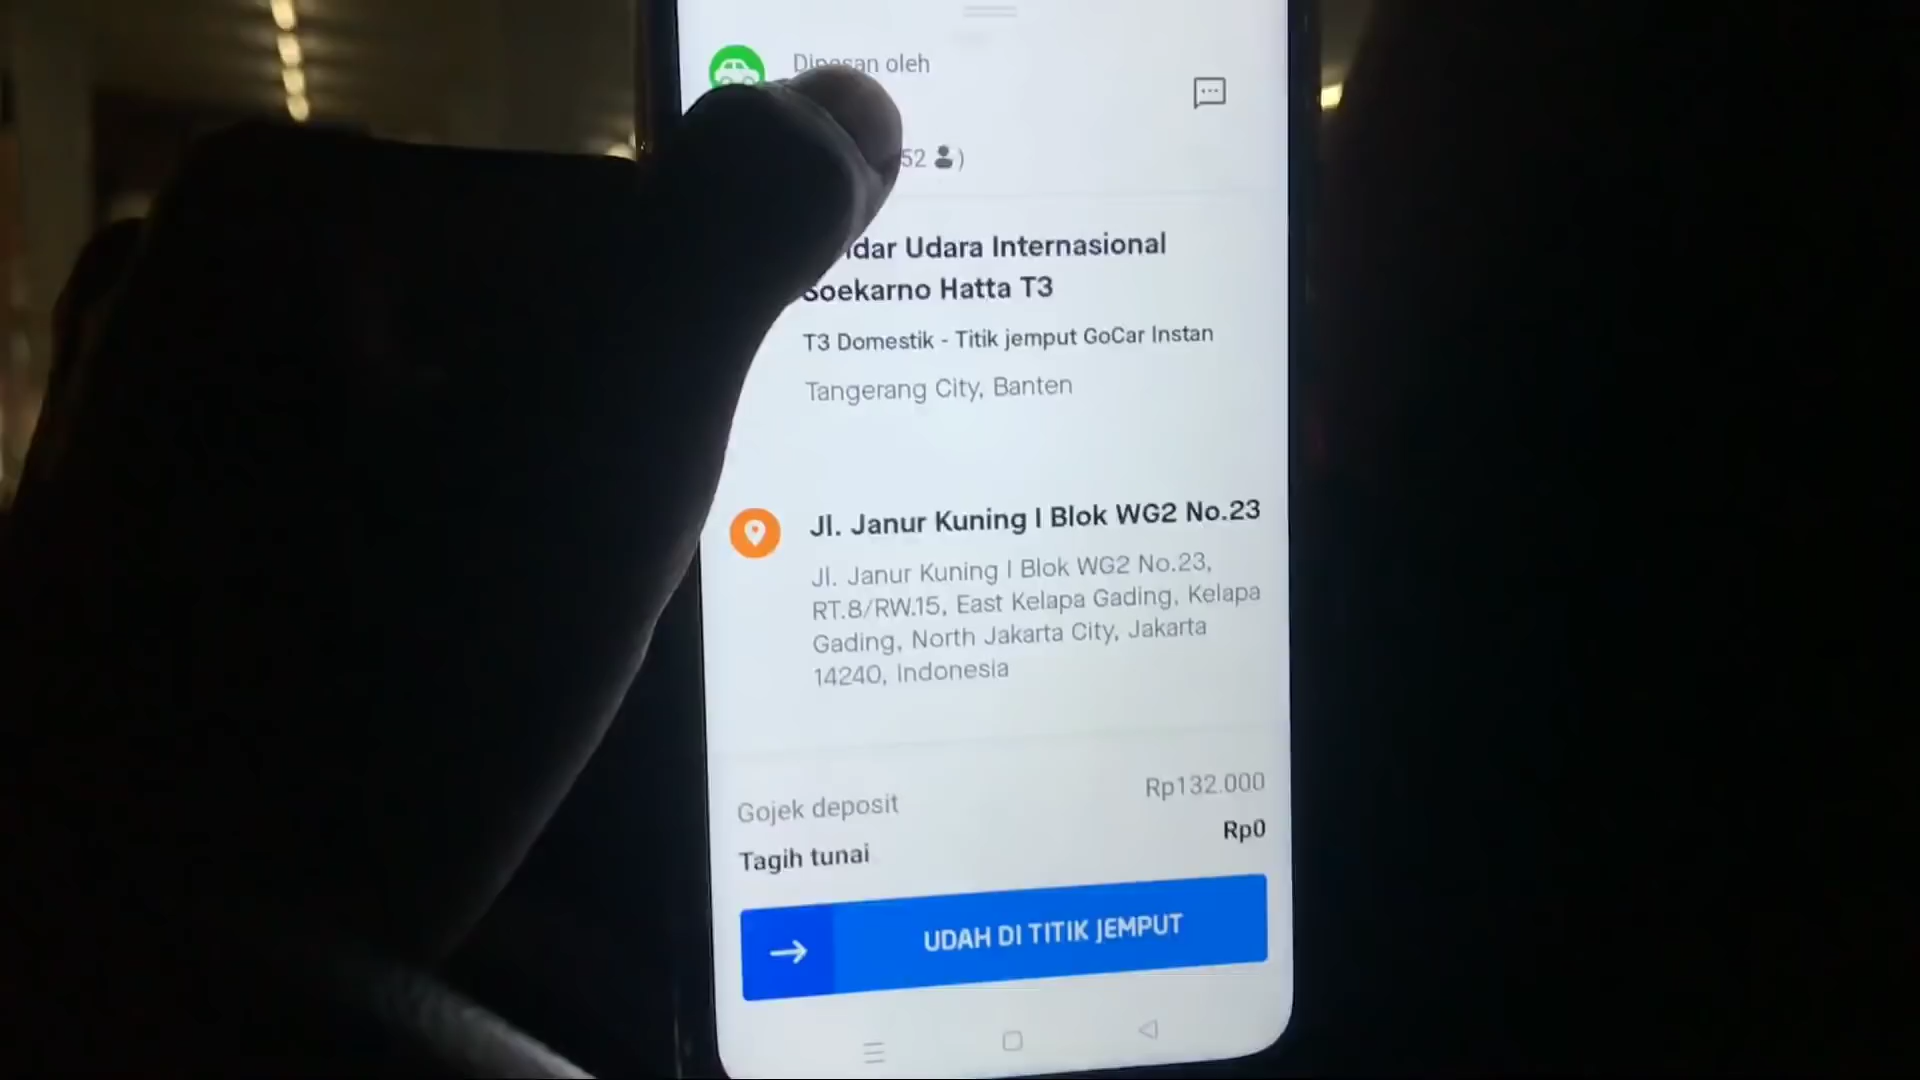 Dipesan oleh
52 )
Udara Internasional
Soekarno Hatta T3
T3 Domestik - Titik jemput GoCar Instan
Tangerang City, Banten
Jl. Janur Kuning I Blok WG2 No.23
Jl. Janur Kuning I Blok WG2 No.23,
RT.8/RW.15, East Kelapa Gading, Kelapa
Gading, North Jakarta City, Jakarta
14240, Indonesia
Gojek deposit Rp132.000
Tagih tunai Rp0
UDAH DI TITIK JEMPUT